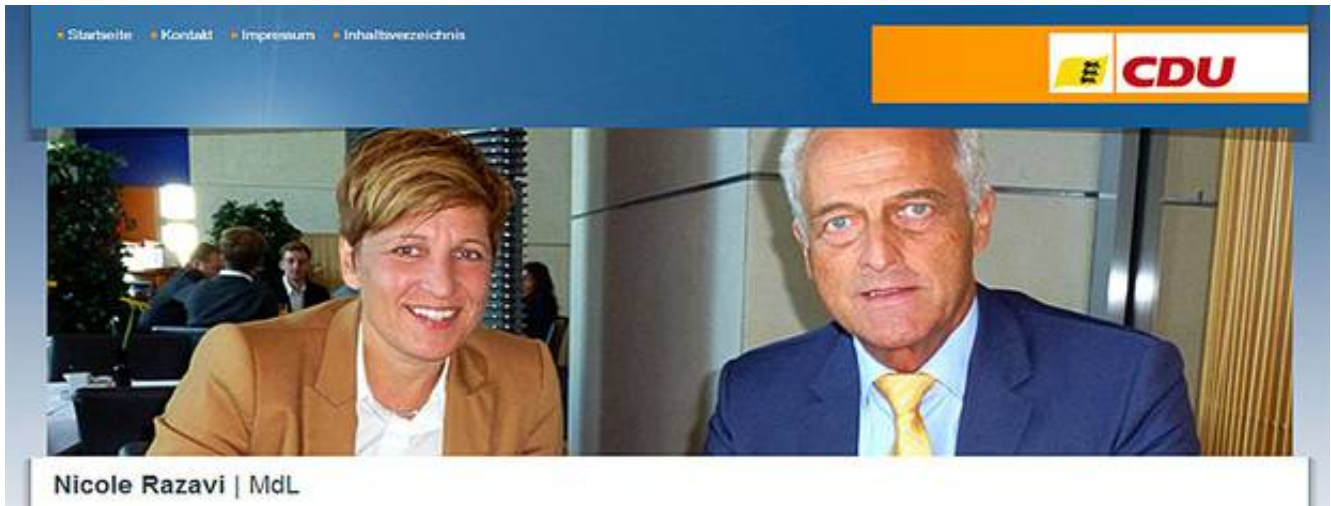 Startseite Kontakt Impressum Inhaltsverzeichnis
CDU
Nicole Razavi | MdL